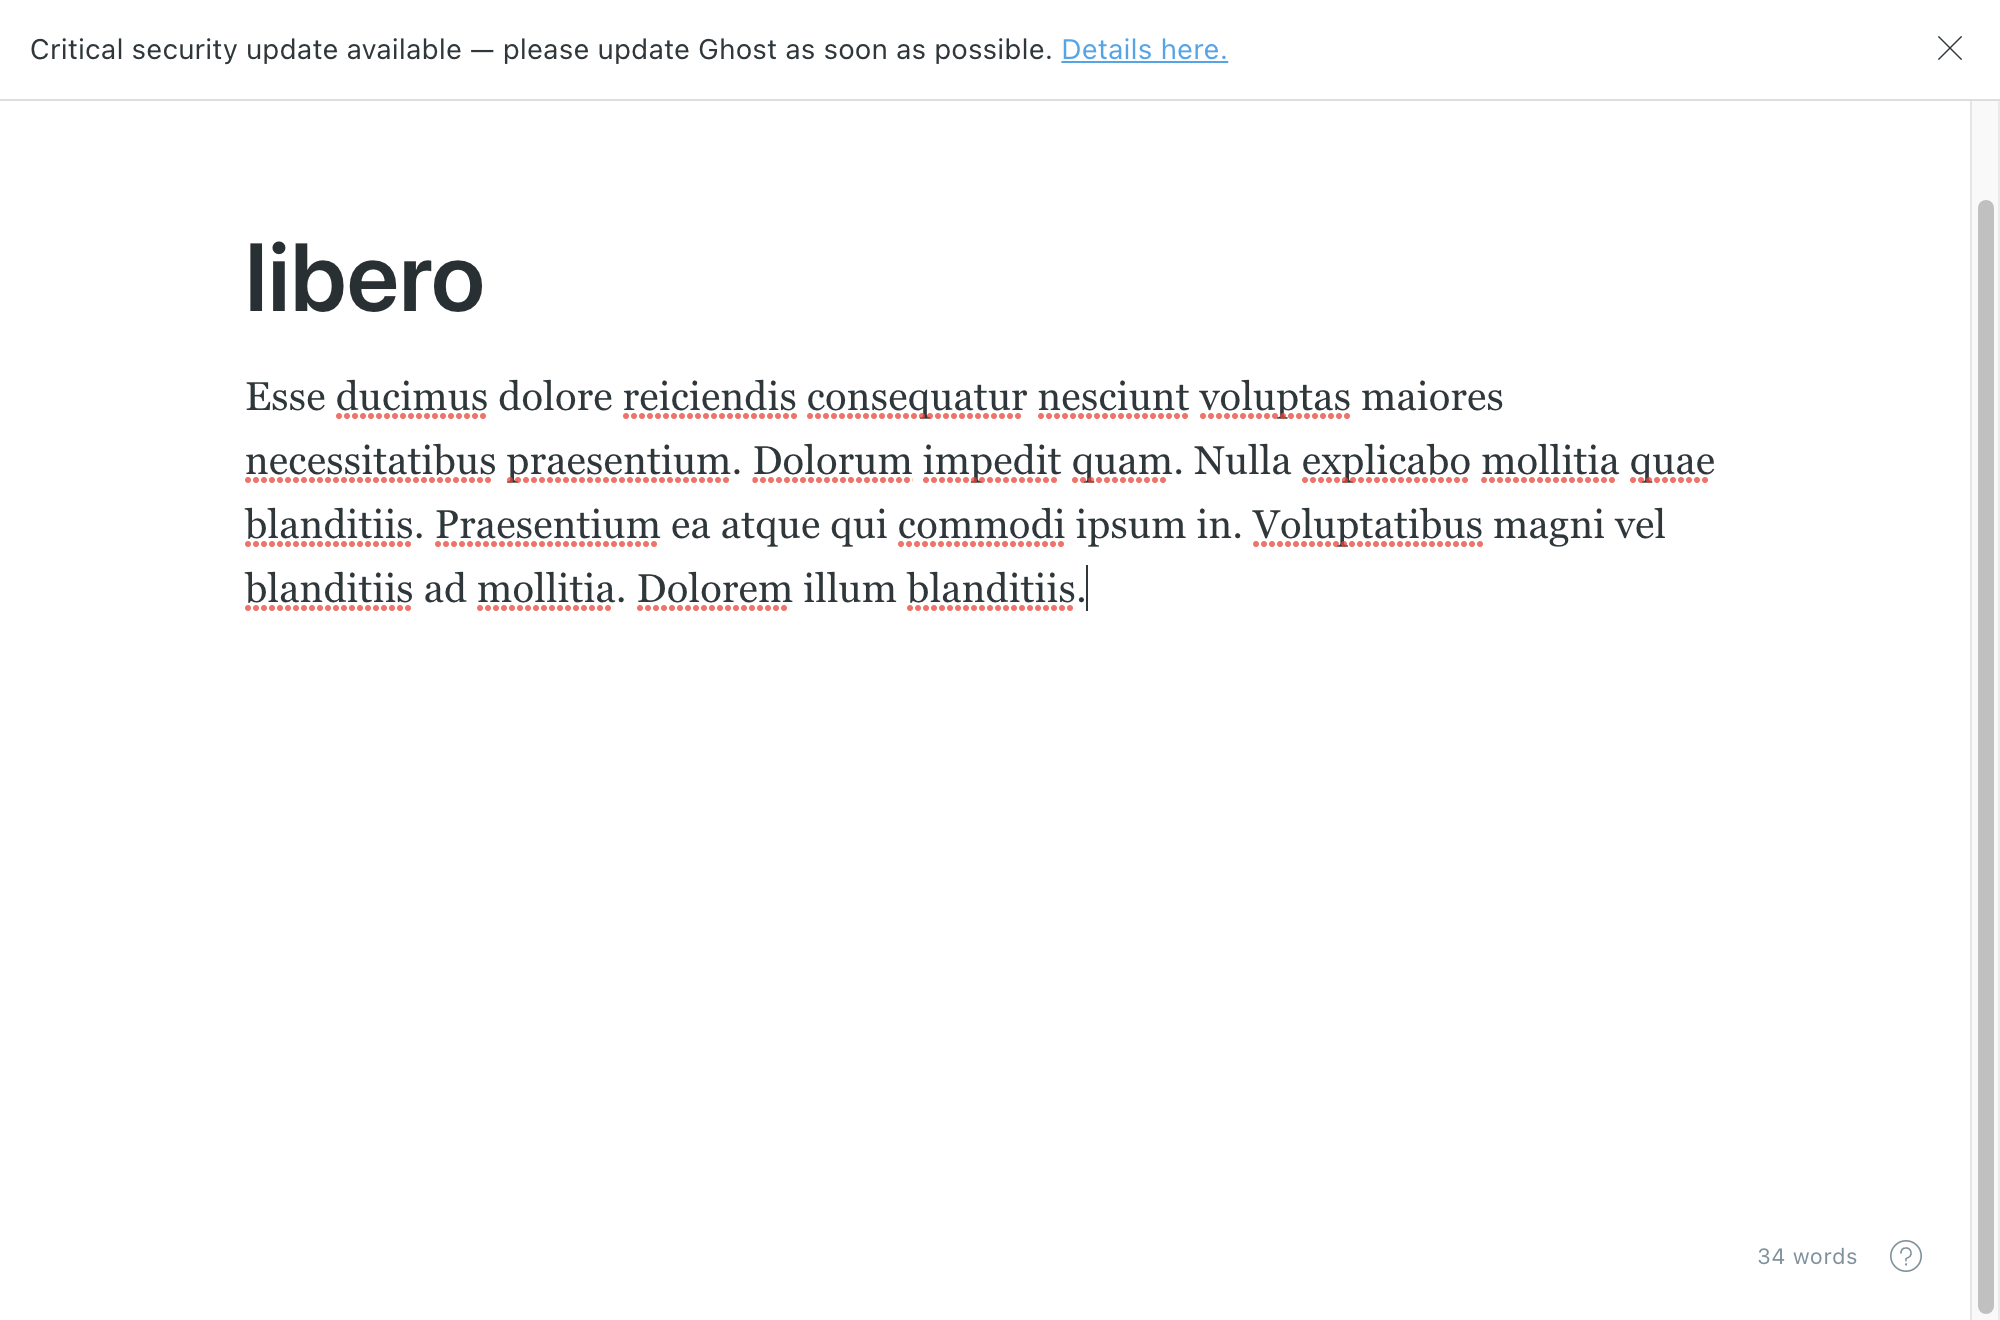 Critical security update available — please update Ghost as soon as possible. Details here.
libero
Esse ducimus dolore reiciendis consequatur nesciunt voluptas maiores
necessitatibus praesentium. Dolorum impedit quam. Nulla explicabo mollitia quae
blanditiis. Praesentium ea atque qui commodi ipsum in. Voluptatibus magni vel
blanditiis ad mollitia. Dolorem illum blanditiis.
34 words
?